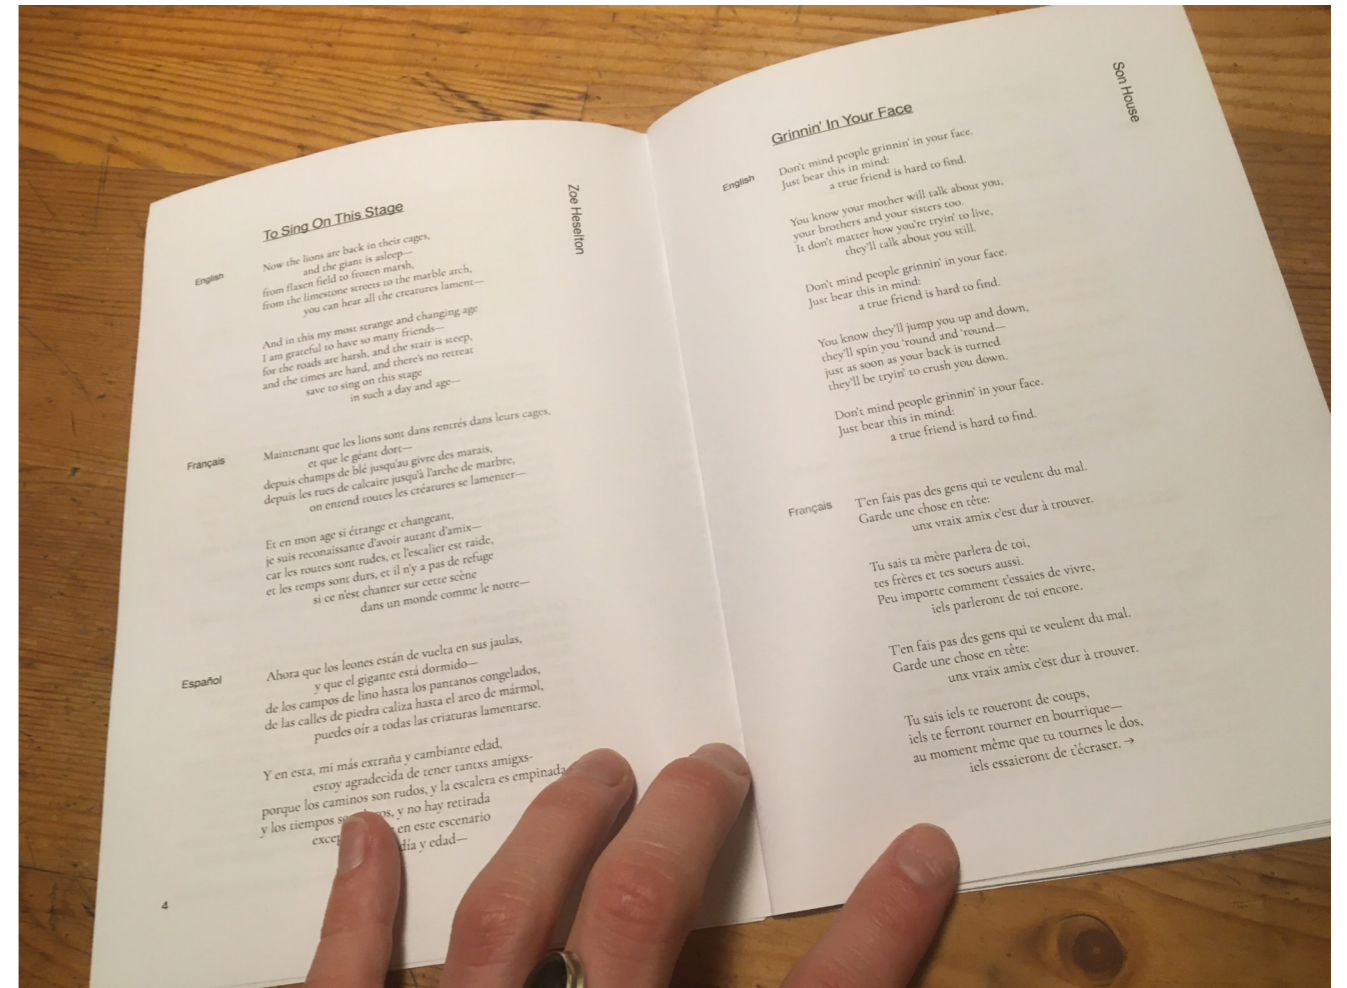 To Sing On This Stage
Zoe Heselton
English
Now the lions are back in their cages,
and the giant is asleep—
from flaxen field to frozen marsh,
from the limestone streets to the marble arch,
you can hear all the creatures lament—
And in this my most strange and changing age
I am grateful to have so many friends—
for the roads are harsh, and the stair is steep,
and the times are hard, and there's no retreat
save to sing on this stage
in such a day and age—
Français
Maintenant que les lions sont dans rentrés dans leurs cages,
et que le géant dort—
depuis champs de blé jusqu'au givre des marais,
depuis les rues de calcaire jusqu'à l'arche de marbre,
on entend toutes les créatures se lamenter—
Et en mon age si étrange et changeant,
je suis reconaissante d'avoir autant d'amix—
car les routes sont rudes, et l'escalier est raide,
et les temps sont durs, et il n'y a pas de refuge
si ce n'est chanter sur cette scène
dans un monde comme le notre—
Español
Ahora que los leones están de vuelta en sus jaulas,
y que el gigante está dormido—
de los campos de lino hasta los pantanos congelados,
de las calles de piedra caliza hasta el arco de mármol,
puedes oír a todas las criaturas lamentarse.
Y en esta, mi más extraña y cambiante edad,
estoy agradecida de tener tantxs amigxs-
porque los caminos son rudos, y la escalera es empinada
y los tiempos y no hay retirada
en este escenario
día y edad—
4
Grinnin' In Your Face
Son House
English
Don't mind people grinnin' in your face.
Just bear this in mind:
a true friend is hard to find.
You know your mother will talk about you,
your brothers and your sisters too.
It don't matter how you're tryin' to live,
they'll talk about you still.
Don't mind people grinnin' in your face.
Just bear this in mind:
a true friend is hard to find.
You know they'll jump you up and down,
they'll spin you 'round and 'round—
just as soon as your back is turned
they'll be tryin' to crush you down.
Don't mind people grinnin' in your face.
Just bear this in mind:
a true friend is hard to find.
Français
T'en fais pas des gens qui te veulent du mal.
Garde une chose en tête:
unx vraix amix c'est dur à trouver.
Tu sais ta mère parlera de toi,
tes frères et tes soeurs aussi.
Peu importe comment t'essaies de vivre,
iels parleront de toi encore.
T'en fais pas des gens qui te veulent du mal.
Garde une chose en tête:
unx vraix amix c'est dur à trouver.
Tu sais iels te roueront de coups,
iels te ferront tourner en bourrique—
au moment même que tu tournes le dos,
iels essaieront de t'écraser. →